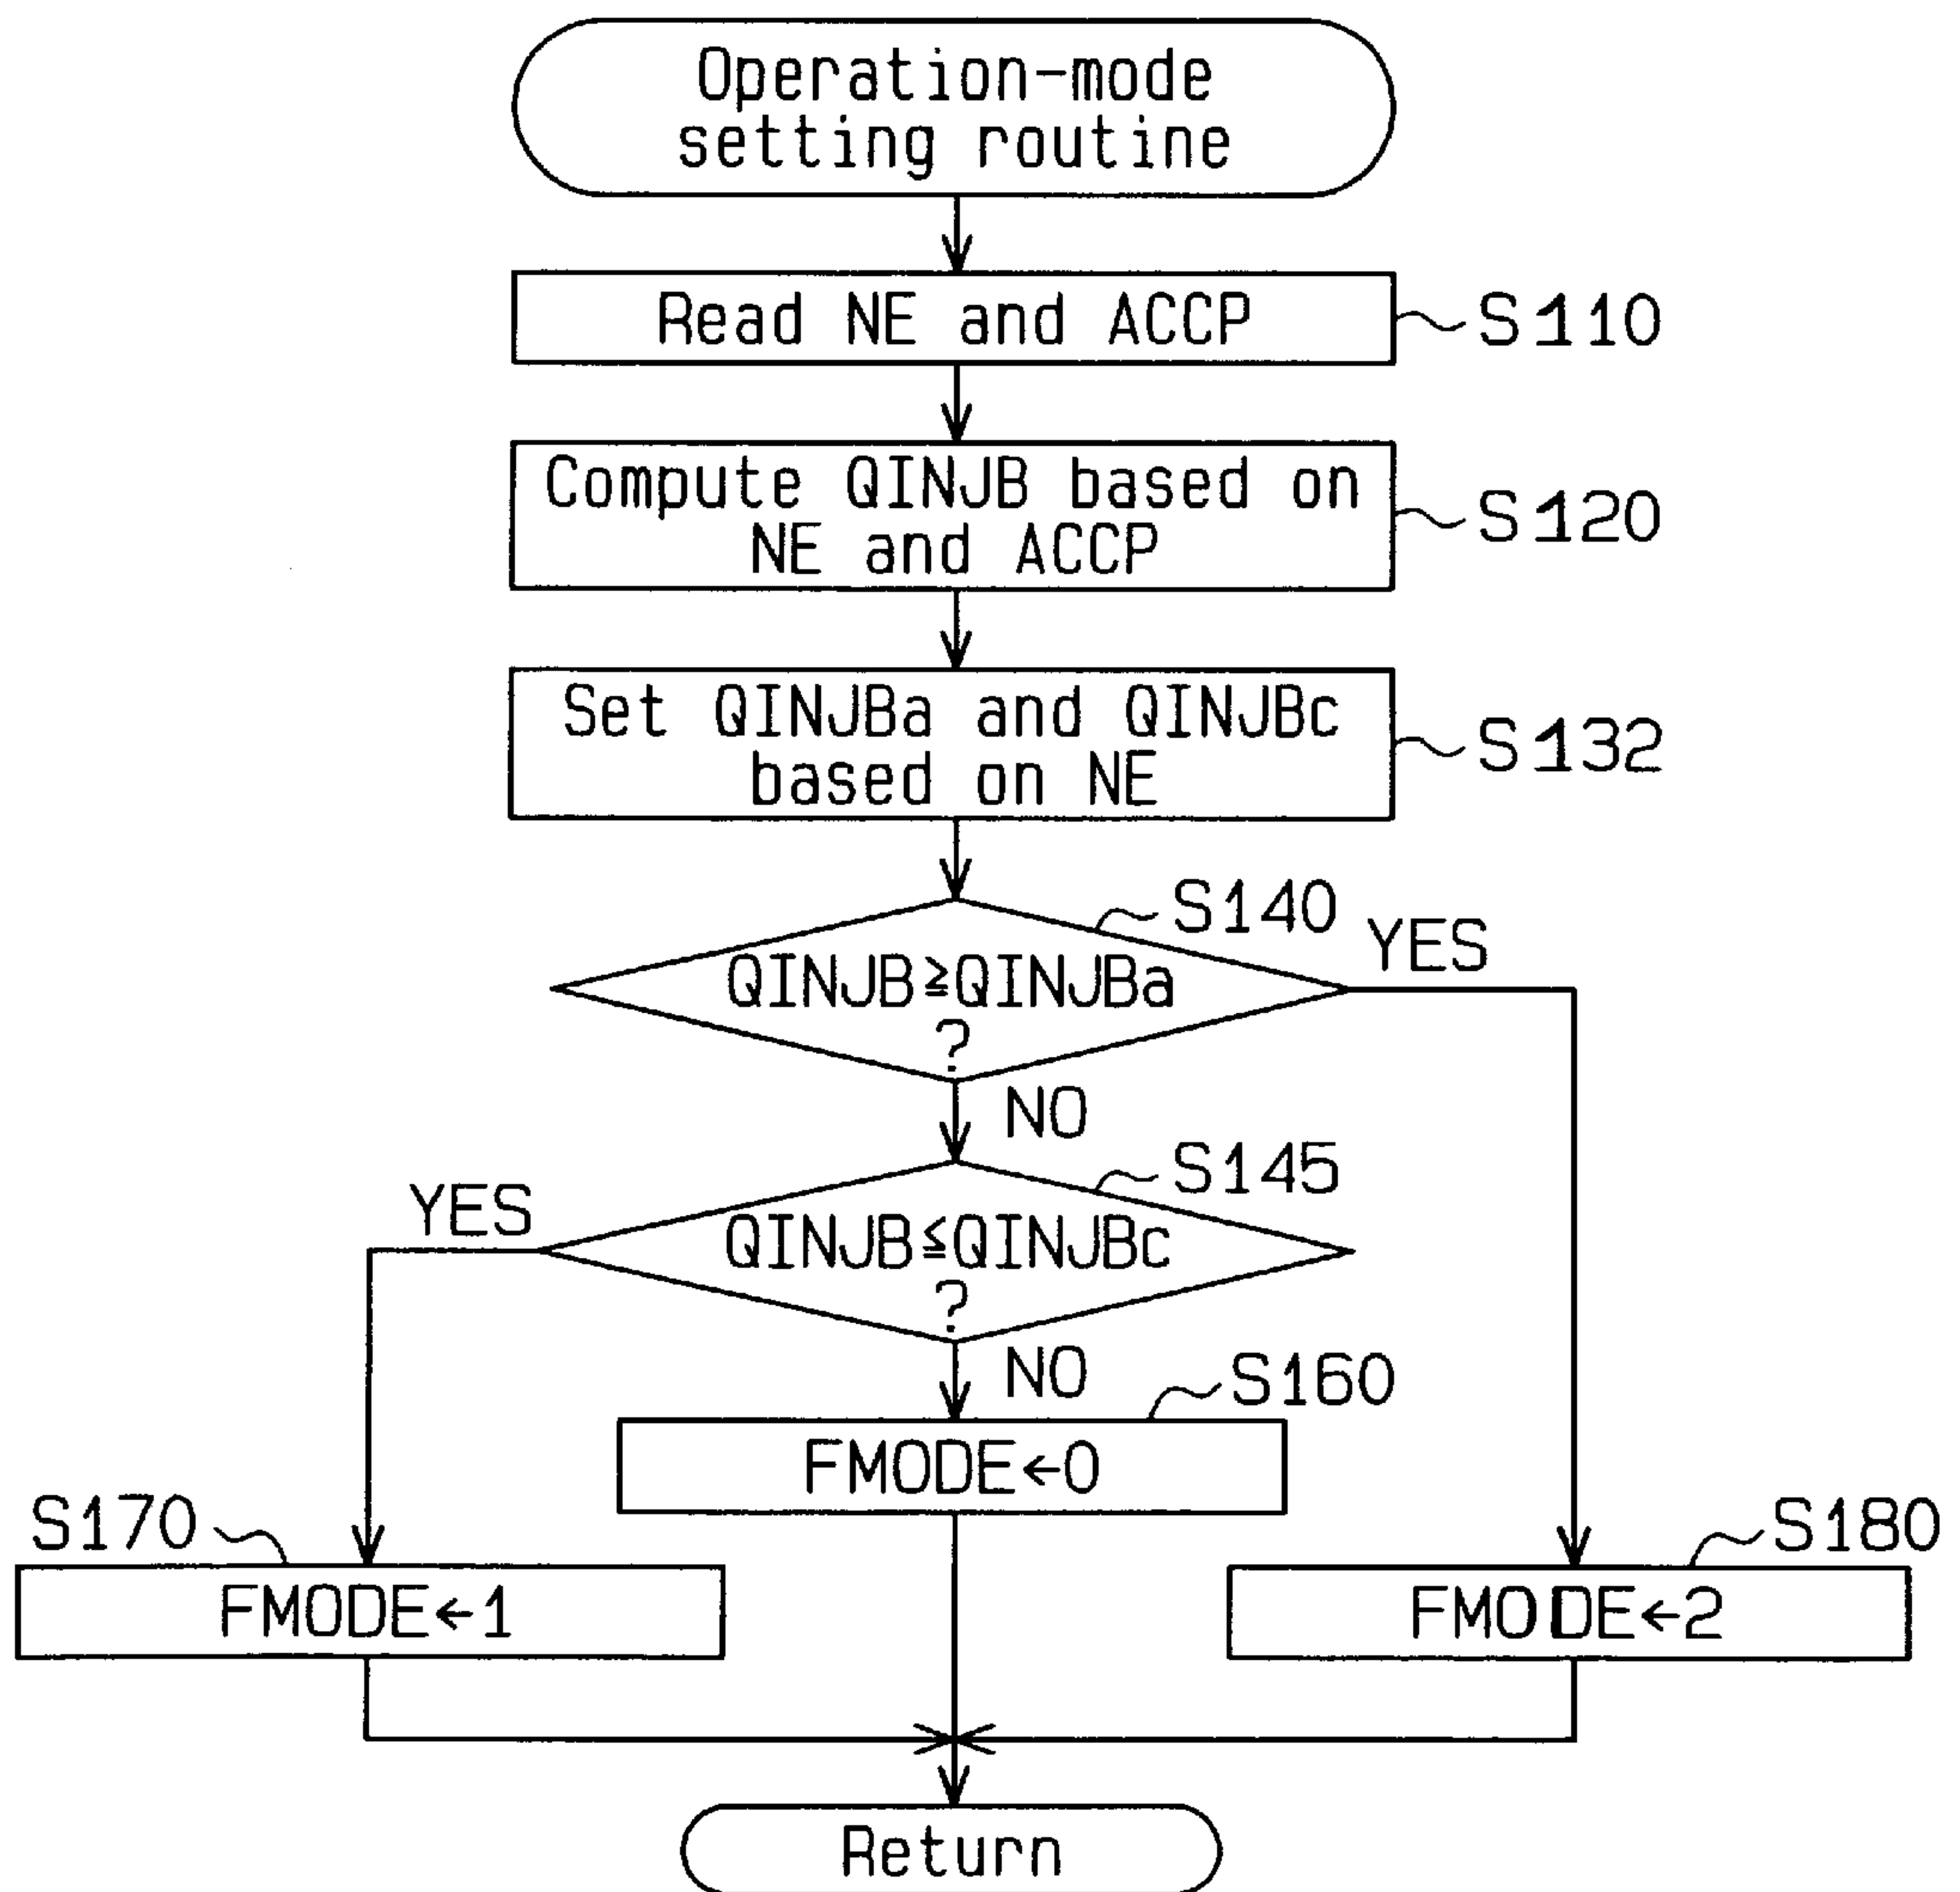 Operation-mode
setting routine
Read NE and ACCP
S110
Compute QINJB based on
NE and ACCP
S120
Set QINJBa and QINJBc
based on NE
S132
S140
YES
QINJB≧QINJBa
?
NO
S145
YES
QINJB≦QINJBc
?
NO
S160
FMODE←0
S170
FMODE←1
S180
FMODE←2
Return